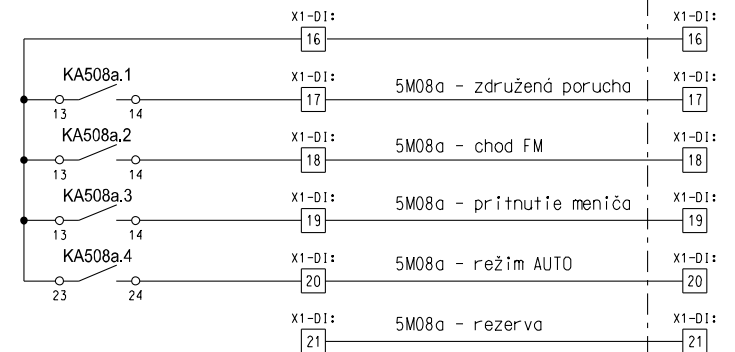 X1-DI: X1-DI:
16 16
KA508a.1 X1-DI: X1-DI:
5M08a - združená porucha
17 17
13 14
KA508a.2 X1-DI: X1-DI:
5M08a - chod FM
18 18
13 14
KA508a.3 X1-DI: X1-DI:
5M08a - pritnutie meniča
19 19
13 14
KA508a.4 X1-DI: X1-DI:
5M08a - režim AUTO
20 20
23 24
X1-DI: X1-DI:
5M08a - rezerva
21 21